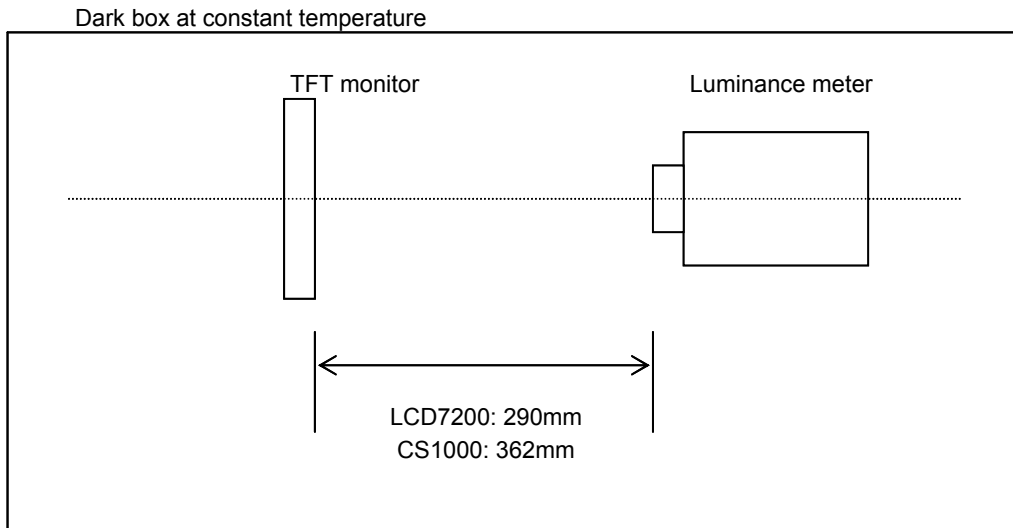 Dark box at constant temperature
TFT monitor
Luminance meter
LCD7200: 290mm
CS1000: 362mm